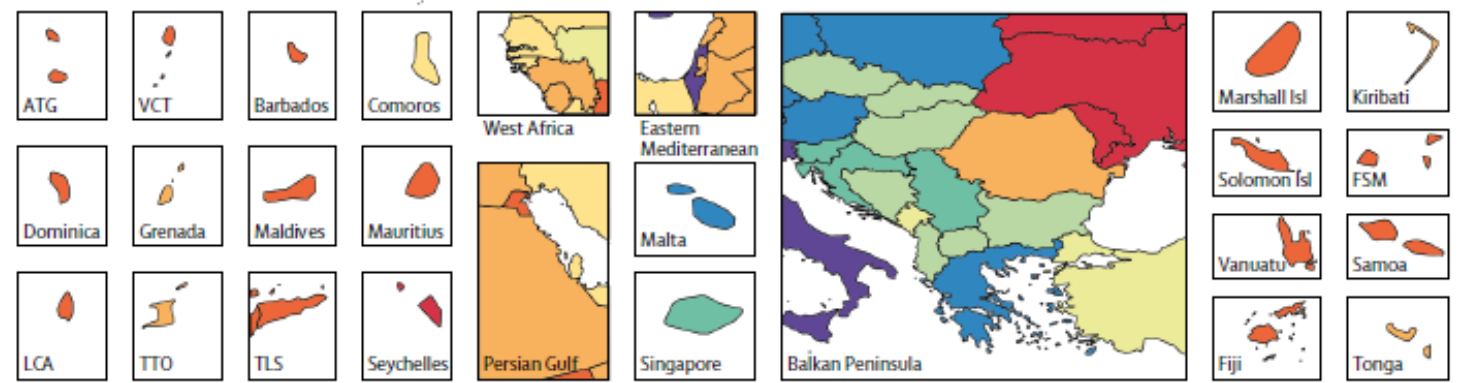 ATG
VCT
Barbados
Comoros
West Africa
Eastern
Mediterranean
Marshall Isl
Kiribati
Dominica
Grenada
Maldives
Mauritius
Malta
Solomon Isl
FSM
Vanuatu
Samoa
LCA
TTO
TLS
Seychelles
Persian Gulf
Singapore
Balkan Peninsula
Fiji
Tonga